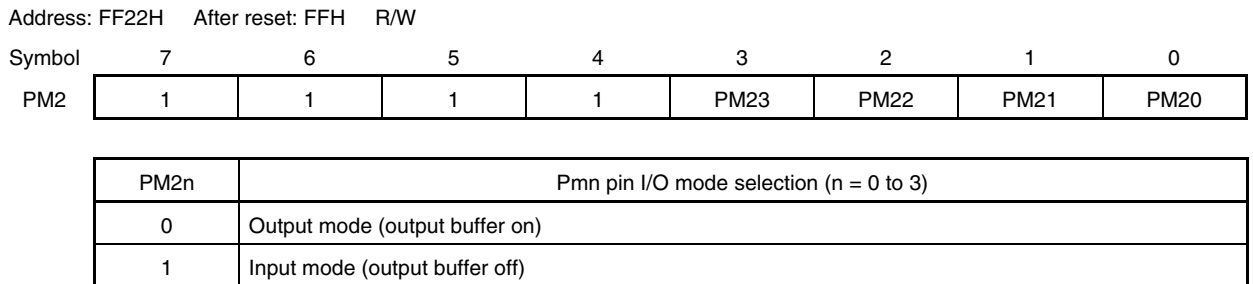 Address: FF22H After reset: FFH R/W
Symbol 7 6 5 4 3 2 1 0
PM2 1 1 1 1 PM23 PM22 PM21 PM20
PM2n Pmn pin I/O mode selection (n = 0 to 3)
0 Output mode (output buffer on)
1 Input mode (output buffer off)